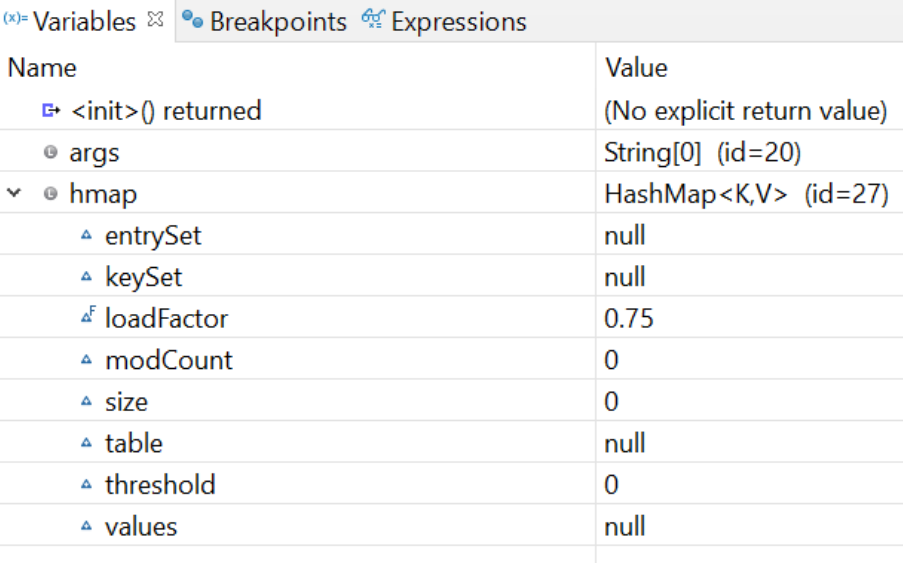 (x)= Variables Breakpoints Expressions
Name Value
<init>() returned (No explicit return value)
args String[0] (id=20)
hmap HashMap<K,V> (id=27)
entrySet null
keySet null
F loadFactor 0.75
modCount 0
size 0
table null
threshold 0
values null